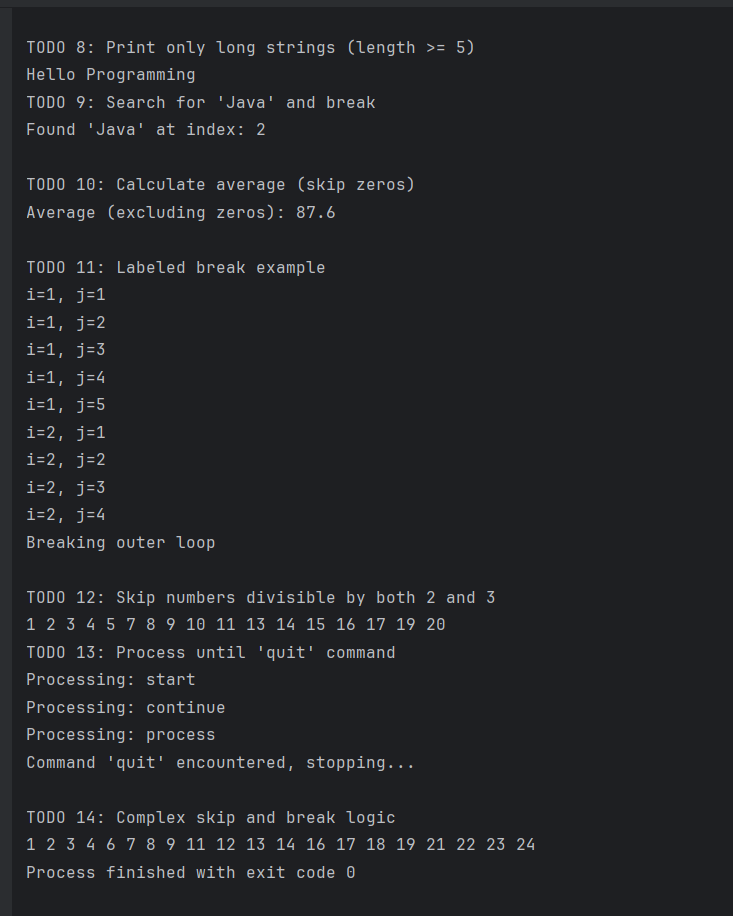 TODO 8: Print only long strings (length >= 5)
Hello Programming
TODO 9: Search for 'Java' and break
Found 'Java' at index: 2
TODO 10: Calculate average (skip zeros)
Average (excluding zeros): 87.6
TODO 11: Labeled break example
i=1, j=1
i=1, j=2
i=1, j=3
i=1, j=4
i=1, j=5
i=2, j=1
i=2, j=2
i=2, j=3
i=2, j=4
Breaking outer loop
TODO 12: Skip numbers divisible by both 2 and 3
1 2 3 4 5 7 8 9 10 11 13 14 15 16 17 19 20
TODO 13: Process until 'quit' command
Processing: start
Processing: continue
Processing: process
Command 'quit' encountered, stopping...
TODO 14: Complex skip and break logic
1 2 3 4 6 7 8 9 11 12 13 14 16 17 18 19 21 22 23 24
Process finished with exit code 0